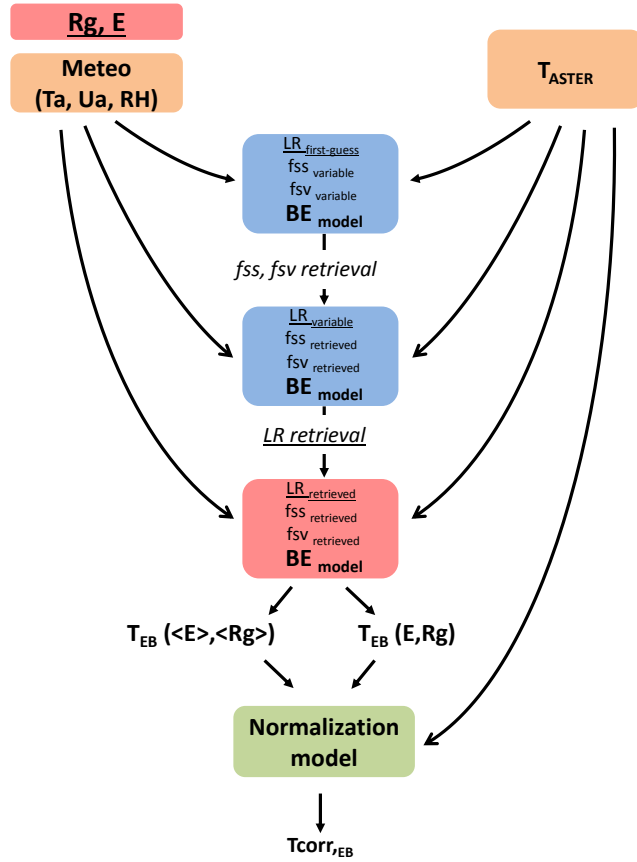 Rg, E
Meteo
(Ta, Ua, RH)
TASTER
LR first-guess
fss variable
fsv variable
BE model
fss, fsv retrieval
LR variable
fss retrieved
fsv retrieved
BE model
LR retrieval
LR retrieved
fss retrieved
fsv retrieved
BE model
TEB (<E>,<Rg>)
TEB (E,Rg)
Normalization
model
Tcorr,EB